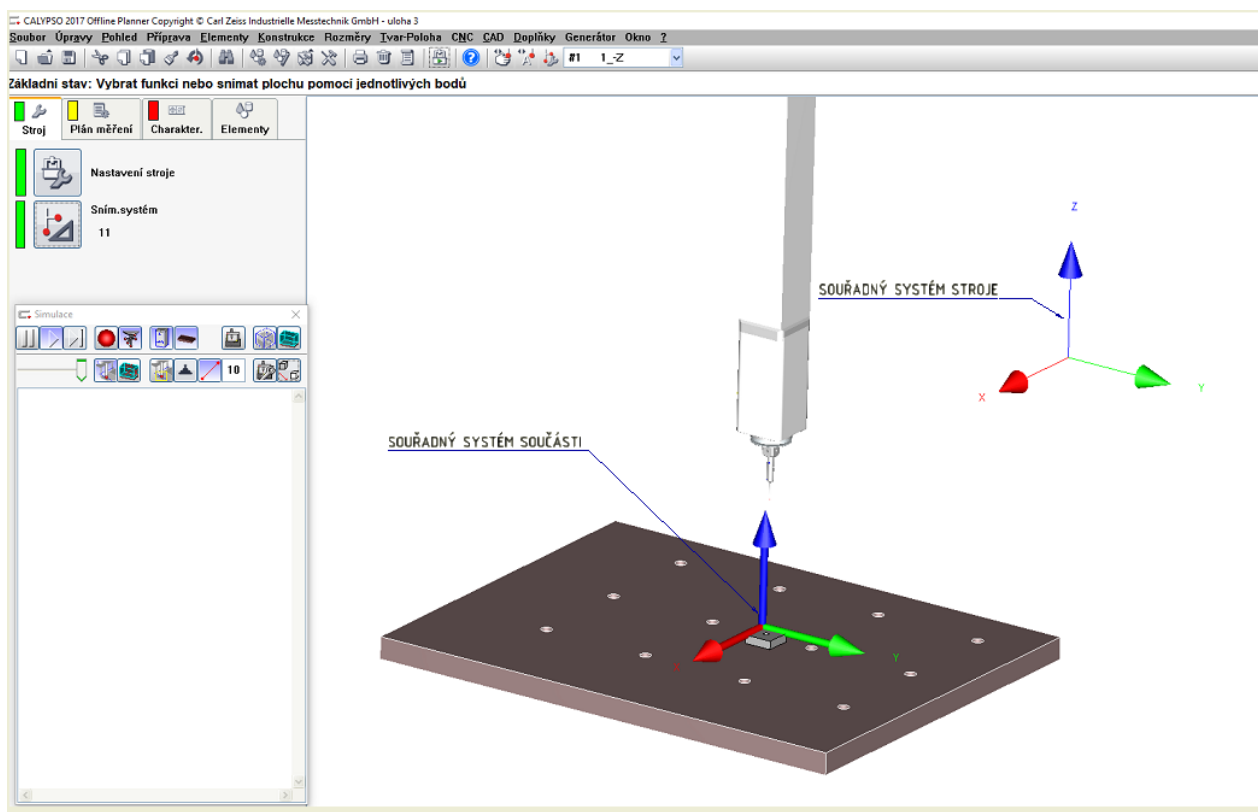 CALYPSO 2017 Offline Planner Copyright © Carl Zeiss Industrielle Messtechnik GmbH - uloha 3
Soubor Úpravy Pohled Příprava Elementy Konstrukce Rozměry Tvar-Poloha CNC CAD Doplňky Generátor Okno ?
#1 1_-Z
Základní stav: Vybrat funkci nebo snímat plochu pomocí jednotlivých bodů
Stroj Plán měření Charakter. Elementy
Nastavení stroje
Sním.systém
11
Simulace
10
Z
SOUŘADNÝ SYSTÉM STROJE
X
Y
SOUŘADNÝ SYSTÉM SOUČÁSTI
X
Y